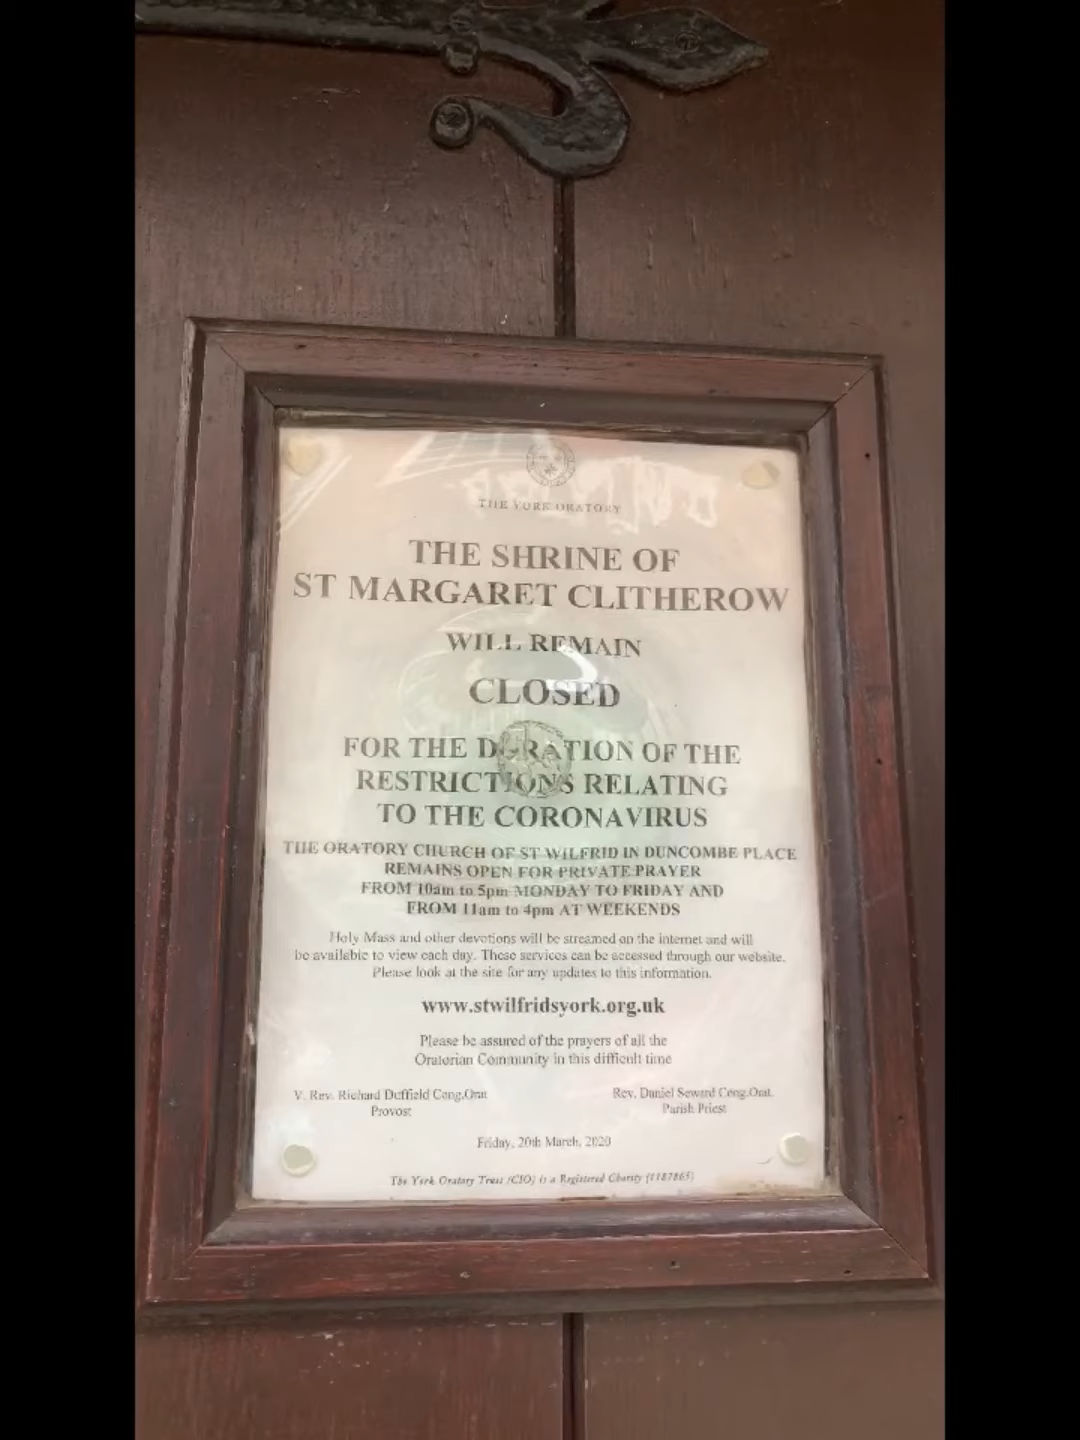 THE YORK ORATORY
THE SHRINE OF
ST MARGARET CLITHEROW
WILL REMAIN
CLOSED
FOR THE DURATION OF THE
RESTRICTIONS RELATING
TO THE CORONAVIRUS
THE ORATORY CHURCH OF ST WILFRID IN DUNCOMBE PLACE
REMAINS OPEN FOR PRIVATE PRAYER
FROM 10am to 5pm MONDAY TO FRIDAY AND
FROM 11am to 4pm AT WEEKENDS
Holy Mass and other devotions will be streamed on the internet and will
be available to view each day. These services can be accessed through our website.
Please look at the site for any updates to this information.
www.stwilfridsyork.org.uk
Please be assured of the prayers of all the
Oratorian Community in this difficult time
V. Rev. Richard Duffield Cong.Orat Rev. Daniel Seward Cong.Orat.
Provost Parish Priest
Friday, 20th March, 2020
The York Oratory Trust (CIO) is a Registered Charity (1187865)